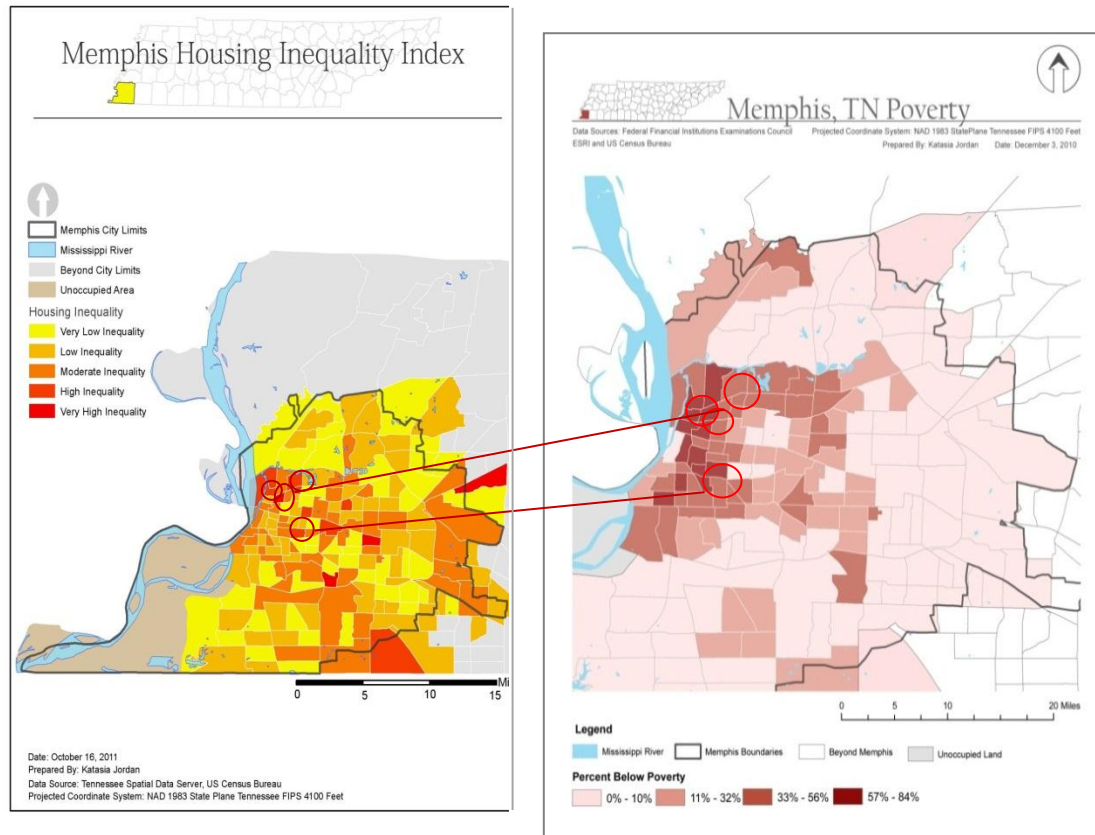 Memphis Housing Inequality Index
Memphis City Limits
Mississippi River
Beyond City Limits
Unoccupied Area
Housing Inequality
Very Low Inequality
Low Inequality
Moderate Inequality
High Inequality
Very High Inequality
Mi
0 5 10 15
Date: October 16, 2011
Prepared By: Katasia Jordan
Data Source: Tennessee Spatial Data Server, US Census Bureau
Projected Coordinate System: NAD 1983 State Plane Tennessee FIPS 4100 Feet
Memphis, TN Poverty
Data Sources: Federal Financial Institutions Examinations Council Projected Coordinate System: NAD 1983 StatePlane Tennessee FIPS 4100 Feet
ESRI and US Census Bureau Prepared By: Katasia Jordan Date: December 3, 2010
0 5 10 20 Miles
Legend
Mississippi River Memphis Boundaries Beyond Memphis Unoccupied Land
Percent Below Poverty
0% - 10% 11% - 32% 33% - 56% 57% - 84%